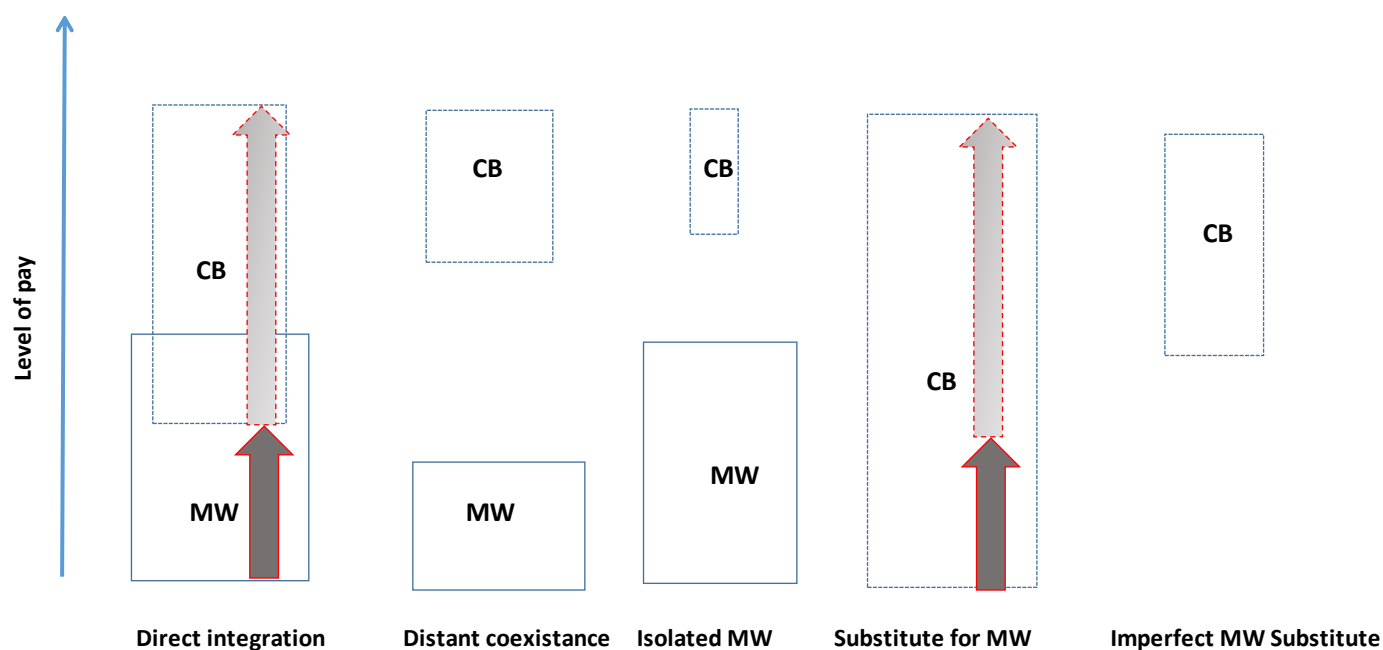 CB
CB
CB
CB
CB
Level of pay
MW
MW
MW
Direct integration
Distant coexistance
Isolated MW
Substitute for MW
Imperfect MW Substitute